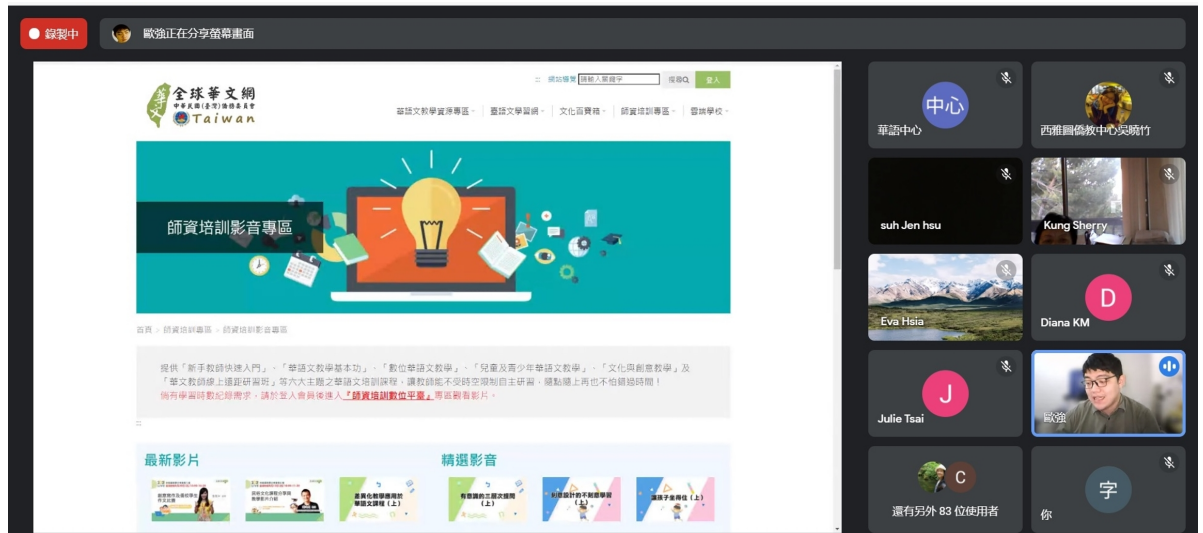 錄製中
歐強正在分享螢幕畫面
::: 網站導覽 請輸入關鍵字 搜尋 登入
全球華文網
中華民國(臺灣)僑務委員會
Taiwan
華語文教學資源專區 臺語文學習網 文化百寶箱 師資培訓專區 雲端學校
師資培訓影音專區
首頁 > 師資培訓專區 > 師資培訓影音專區
提供「新手教師快速入門」、「華語文教學基本功」、「數位華語文教學」、「兒童及青少年華語文教學」、「文化與創意教學」及
「華文教師線上遠距研習班」等六大主題之華語文培訓課程，讓教師能不受時空限制自主研習，隨點隨上再也不怕錯過時間！
倘有學習時數紀錄需求，請於登入會員後進入『師資培訓數位平臺』專區觀看影片。
最新影片
精選影音
差異化教學應用於
華語文課程（上）
有意識的三層次提問
（上）
刻意設計的不刻意學習
（上）
讓孩子坐得住（上）
中心
華語中心
西雅圖僑教中心吳曉竹
suh Jen hsu
Kung Sherry
Eva Hsia
D
Diana KM
J
Julie Tsai
歐強
C
還有另外 83 位使用者
字
你